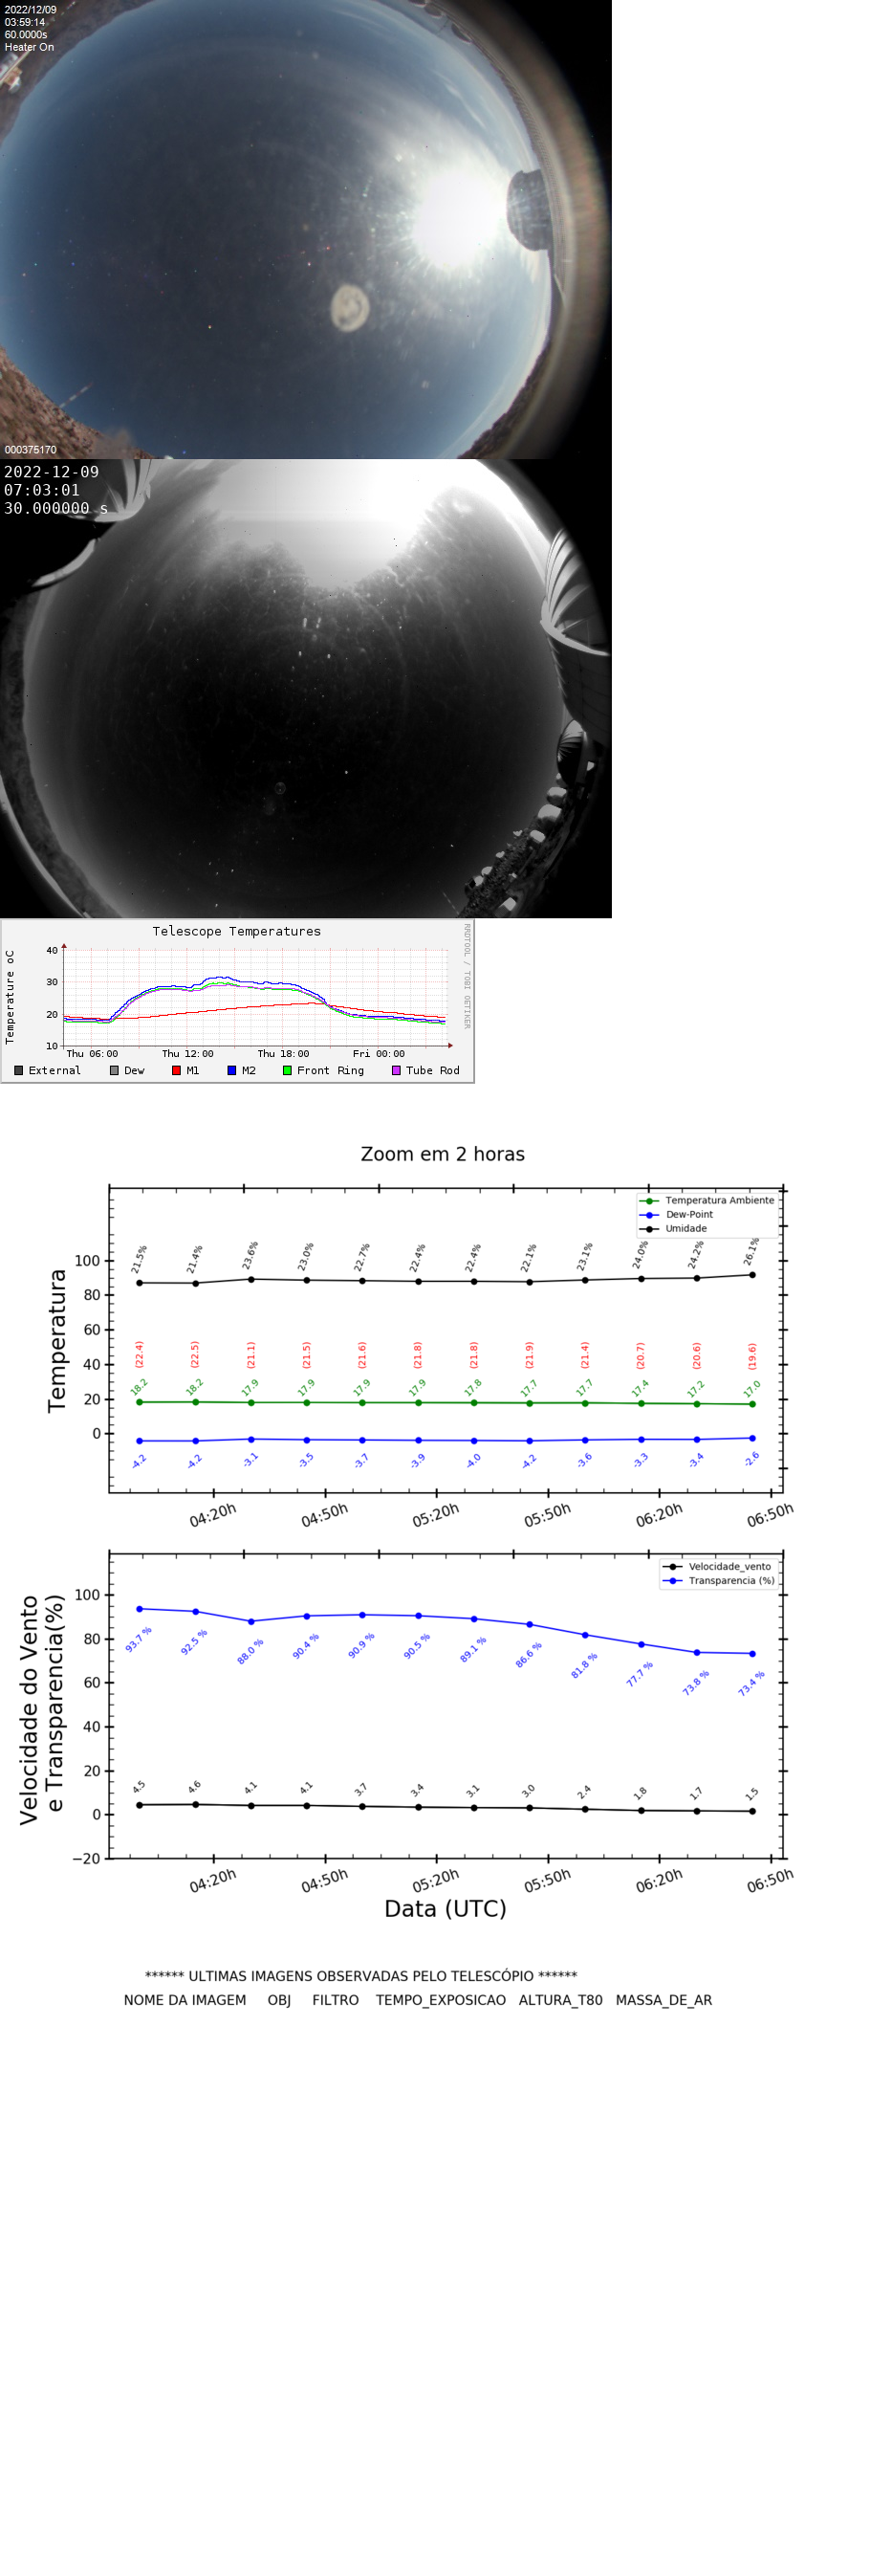 2022/12/09
03:59:14
60.0000s
Heater On
000375170
2022-12-09
07:03:01
30.000000 s
Telescope Temperatures
RRDTOOL / TOBI OETIKER
Temperature oC
40
30
20
10
Thu 06:00 Thu 12:00 Thu 18:00 Fri 00:00
External Dew M1 M2 Front Ring Tube Rod
Zoom em 2 horas
Temperatura Ambiente
Dew-Point
Umidade
Temperatura
100
80
60
40
20
0
21.5% 21.4% 23.6% 23.0% 22.7% 22.4% 22.4% 22.1% 23.1% 24.0% 24.2% 26.1%
(22.4) (22.5) (21.1) (21.5) (21.6) (21.8) (21.8) (21.9) (21.4) (20.7) (20.6) (19.6)
18.2 18.2 17.9 17.9 17.9 17.9 17.8 17.7 17.7 17.4 17.2 17.0
-4.2 -4.2 -3.1 -3.5 -3.7 -3.9 -4.0 -4.2 -3.6 -3.3 -3.4 -2.6
04:20h 04:50h 05:20h 05:50h 06:20h 06:50h
Velocidade_vento
Transparencia (%)
Velocidade do Vento
e Transparencia(%)
100
80
60
40
20
0
−20
93.7 % 92.5 % 88.0 % 90.4 % 90.9 % 90.5 % 89.1 % 86.6 % 81.8 % 77.7 % 73.8 % 73.4 %
4.5 4.6 4.1 4.1 3.7 3.4 3.1 3.0 2.4 1.8 1.7 1.5
04:20h 04:50h 05:20h 05:50h 06:20h 06:50h
Data (UTC)
****** ULTIMAS IMAGENS OBSERVADAS PELO TELESCÓPIO ******
NOME DA IMAGEM OBJ FILTRO TEMPO_EXPOSICAO ALTURA_T80 MASSA_DE_AR